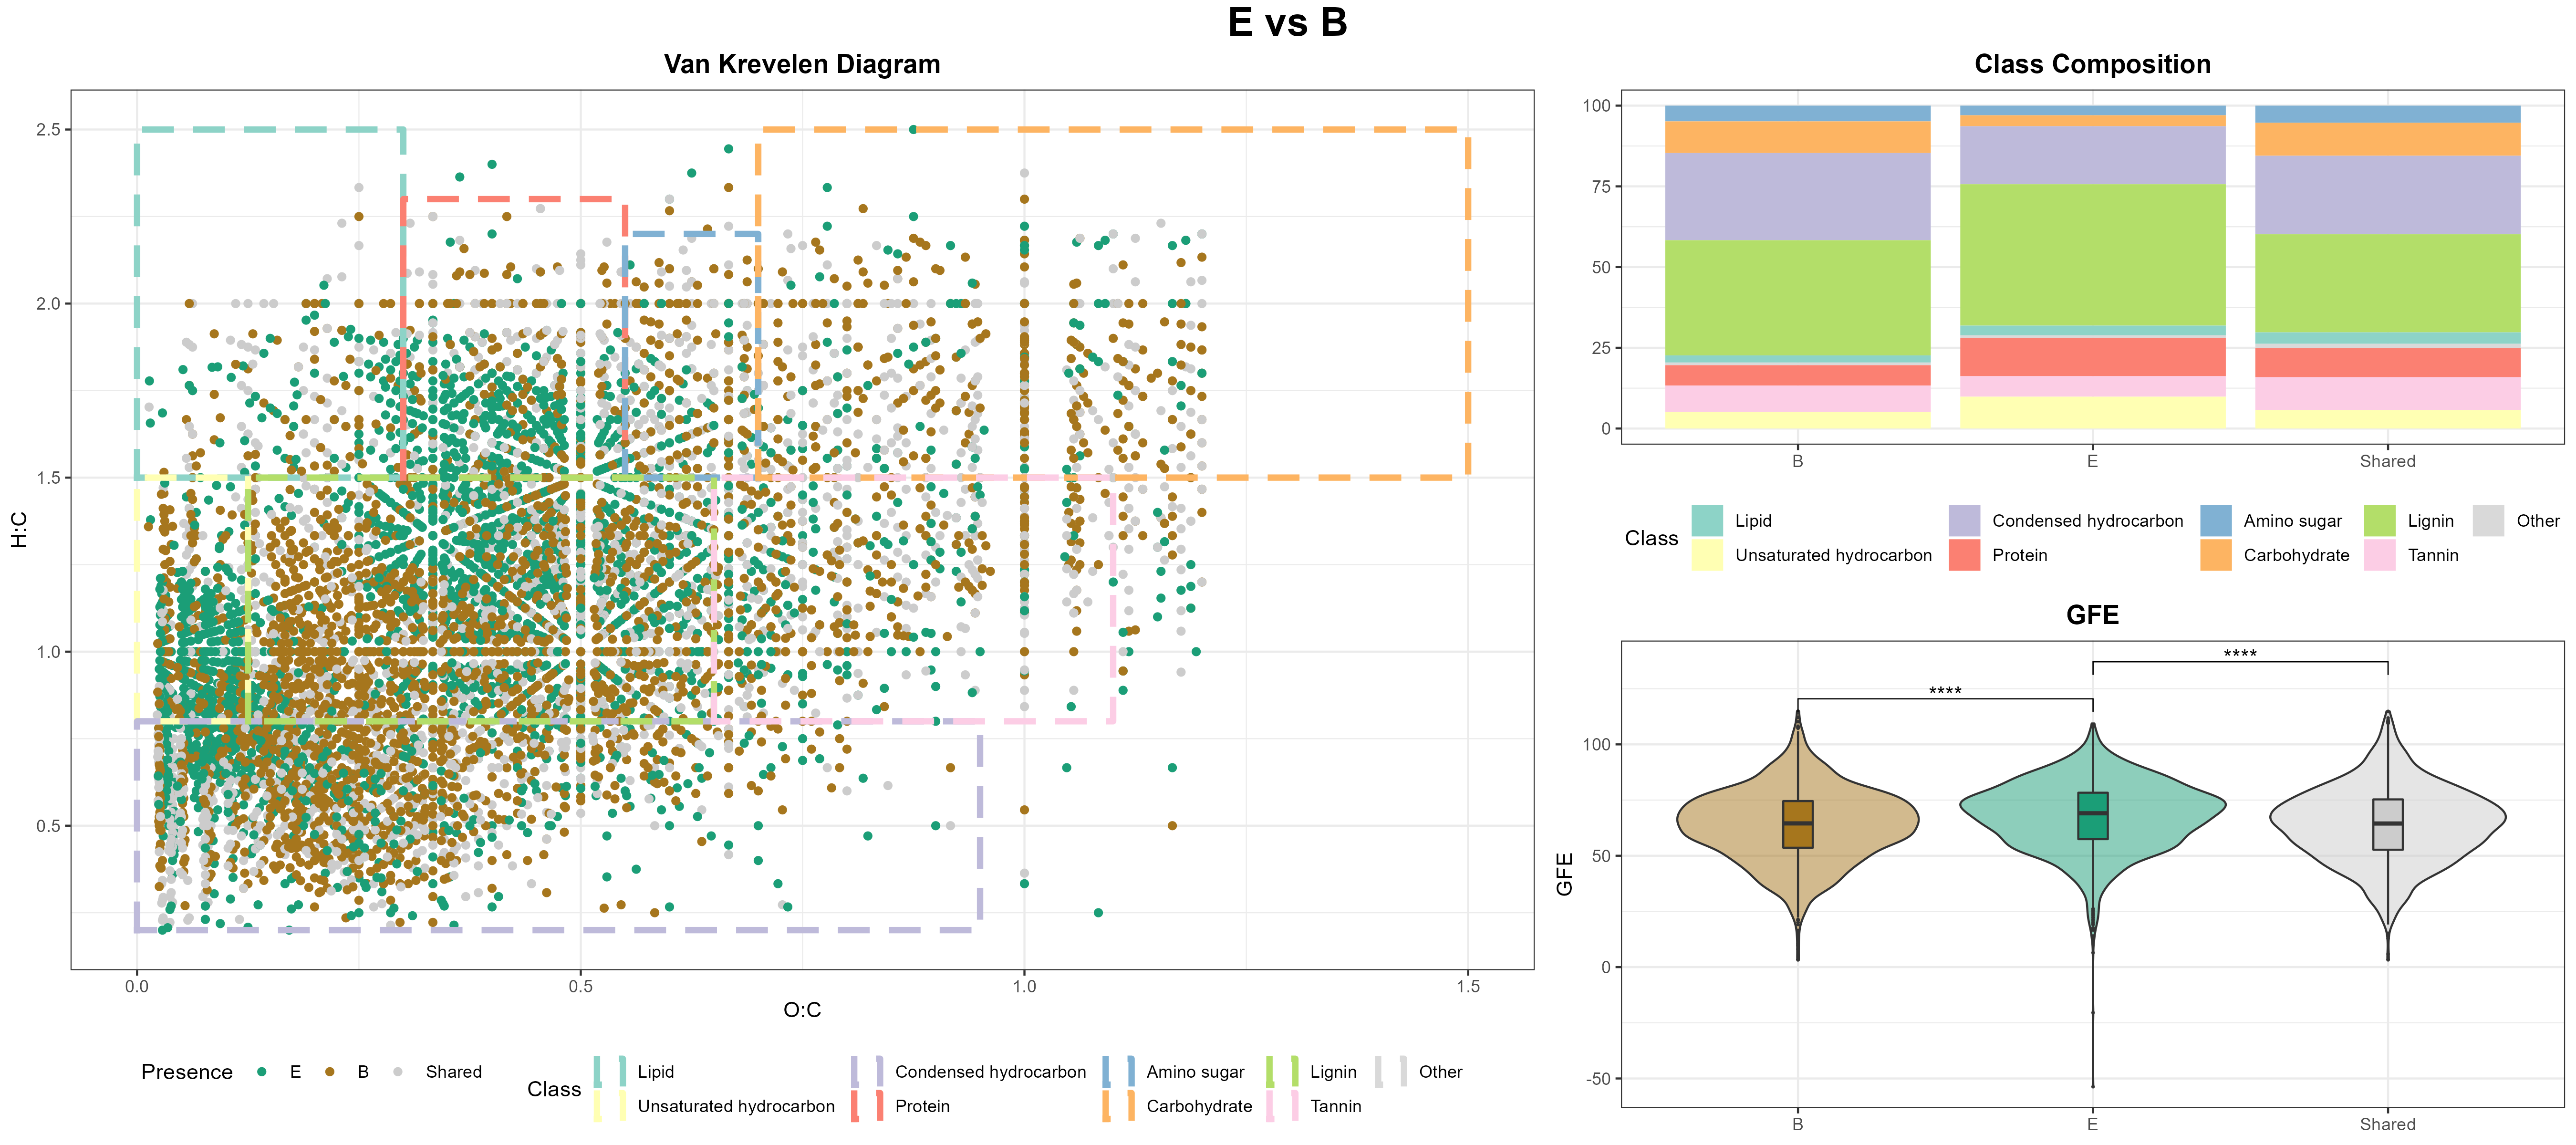 E vs B
Van Krevelen Diagram
H:C
2.5
2.0
1.5
1.0
0.5
0.0 0.5 1.0 1.5
O:C
Presence E B Shared
Class
Lipid Condensed hydrocarbon Amino sugar Lignin Other
Unsaturated hydrocarbon Protein Carbohydrate Tannin
Class Composition
100
75
50
25
0
B E Shared
Class
Lipid Condensed hydrocarbon Amino sugar Lignin Other
Unsaturated hydrocarbon Protein Carbohydrate Tannin
GFE
GFE
****
****
100
50
0
-50
B E Shared